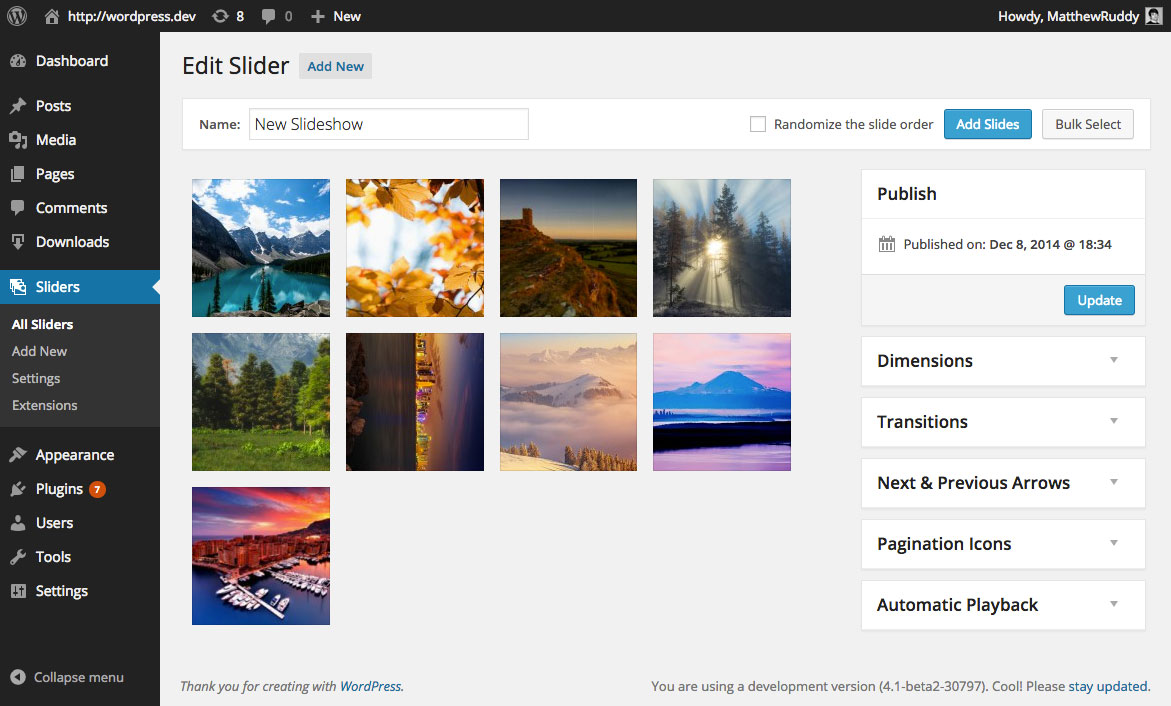 http://wordpress.dev 8 0 New
Howdy, MatthewRuddy
Dashboard
Posts
Media
Pages
Comments
Downloads
Sliders
All Sliders
Add New
Settings
Extensions
Appearance
Plugins 7
Users
Tools
Settings
Collapse menu
Edit Slider Add New
Name: New Slideshow
Randomize the slide order Add Slides Bulk Select
Publish
Published on: Dec 8, 2014 @ 18:34
Update
Dimensions
Transitions
Next & Previous Arrows
Pagination Icons
Automatic Playback
Thank you for creating with WordPress.
You are using a development version (4.1-beta2-30797). Cool! Please stay updated.